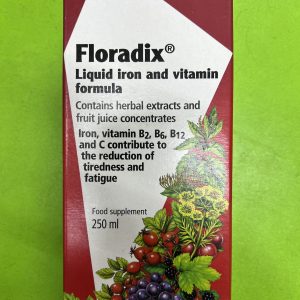 Floradix®
Liquid iron and vitamin
formula
Contains herbal extracts and
fruit juice concentrates
Iron, vitamin B2, B6, B12
and C contribute to
the reduction of
tiredness and
fatigue
Food supplement
250 ml